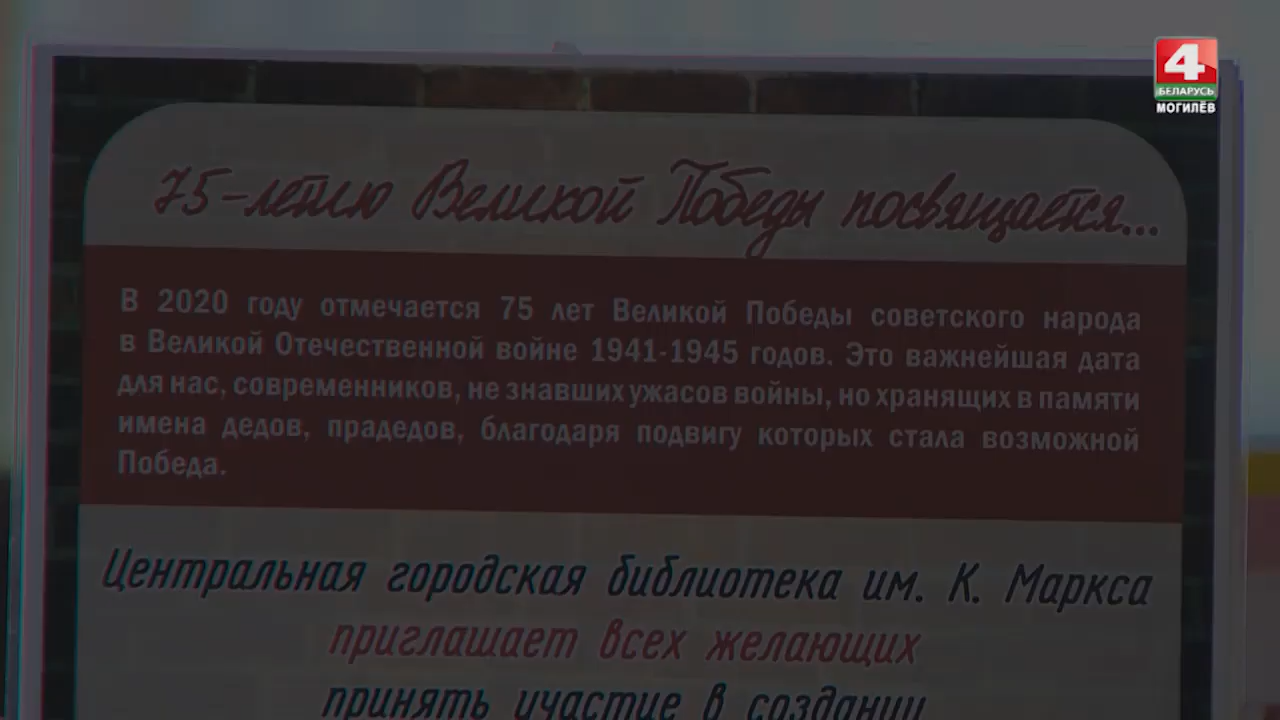 4
БЕЛАРУСЬ
МОГИЛЁВ
75-летию Великой Победы посвящается...
В 2020 году отмечается 75 лет Великой Победы советского народа
в Великой Отечественной войне 1941-1945 годов. Это важнейшая дата
для нас, современников, не знавших ужасов войны, но хранящих в памяти
имена дедов, прадедов, благодаря подвигу которых стала возможной
Победа.
Центральная городская библиотека им. К. Маркса
приглашает всех желающих
принять участие в создании